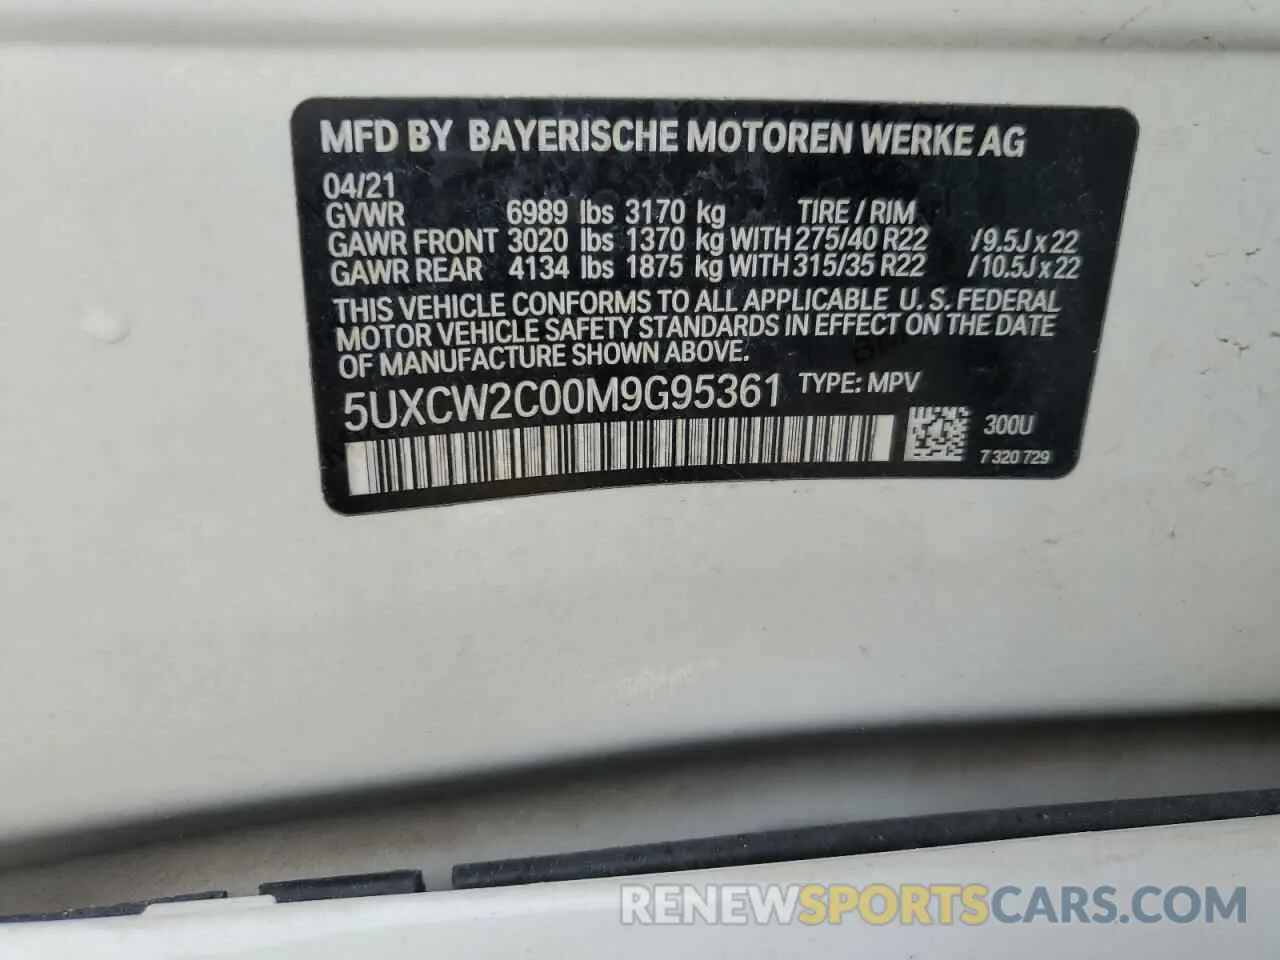 MFD BY BAYERISCHE MOTOREN WERKE AG
04/21
GVWR 6989 lbs 3170 kg TIRE / RIM
GAWR FRONT 3020 lbs 1370 kg WITH 275/40 R22 / 9.5J x 22
GAWR REAR 4134 lbs 1875 kg WITH 315/35 R22 / 10.5J x 22
THIS VEHICLE CONFORMS TO ALL APPLICABLE U. S. FEDERAL
MOTOR VEHICLE SAFETY STANDARDS IN EFFECT ON THE DATE
OF MANUFACTURE SHOWN ABOVE.
5UXCW2C00M9G95361 TYPE: MPV
300U
7 320 729
RENEWSPORTSCARS.COM